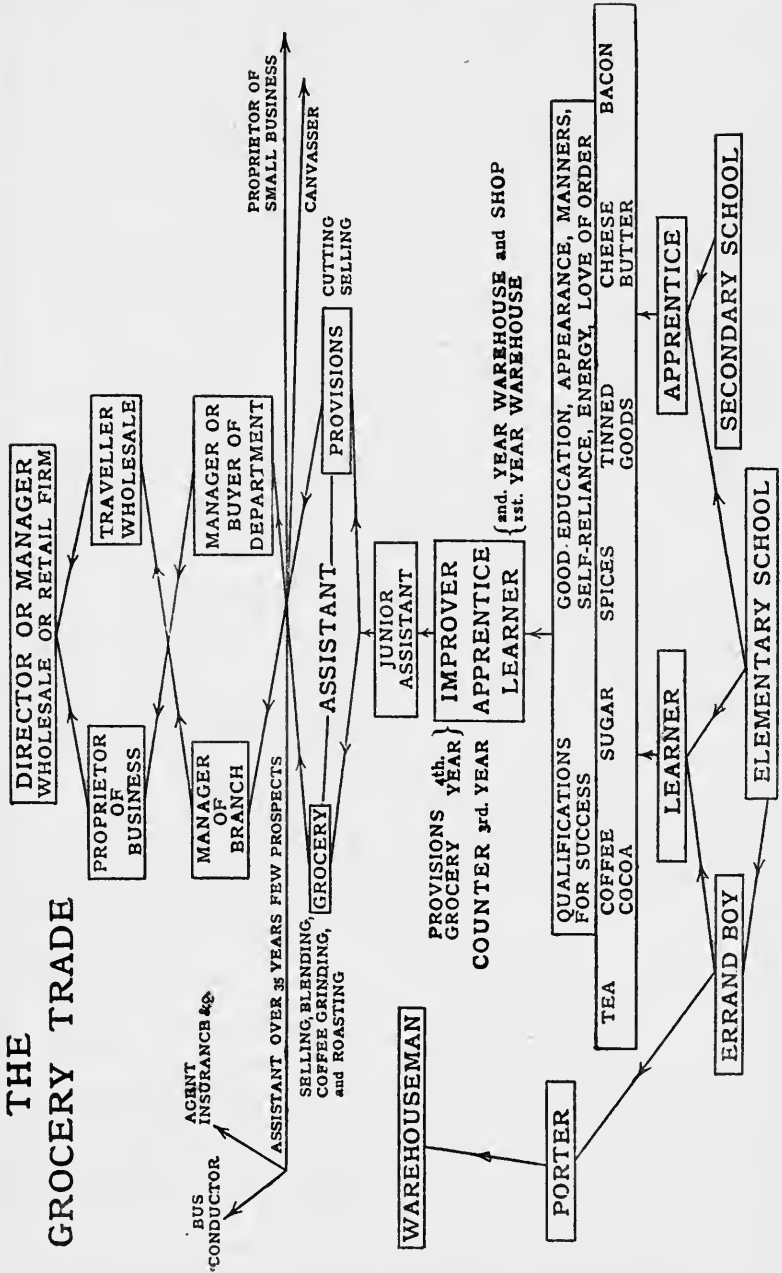 THE
GROCERY TRADE
DIRECTOR OR MANAGER
WHOLESALE OR RETAIL FIRM
PROPRIETOR
OF
BUSINESS
TRAVELLER
WHOLESALE
MANAGER
OF
BRANCH
MANAGER OR
BUYER OF
DEPARTMENT
BUS
CONDUCTOR
AGENT
INSURANCE &c.
ASSISTANT OVER 35 YEARS FEW PROSPECTS
PROPRIETOR OF
SMALL BUSINESS
CANVASSER
SELLING, BLENDING,
COFFEE GRINDING,
and ROASTING
GROCERY
ASSISTANT
PROVISIONS
CUTTING
SELLING
JUNIOR
ASSISTANT
PROVISIONS 4th.
GROCERY YEAR }
COUNTER 3rd. YEAR
IMPROVER
APPRENTICE
LEARNER
{ 2nd. YEAR WAREHOUSE and SHOP
1st. YEAR WAREHOUSE
WAREHOUSEMAN
PORTER
QUALIFICATIONS
FOR SUCCESS
GOOD EDUCATION, APPEARANCE, MANNERS,
SELF-RELIANCE, ENERGY, LOVE OF ORDER
TEA
COFFEE
COCOA
SUGAR
SPICES
TINNED
GOODS
CHEESE
BUTTER
BACON
ERRAND BOY
LEARNER
APPRENTICE
ELEMENTARY SCHOOL
SECONDARY SCHOOL